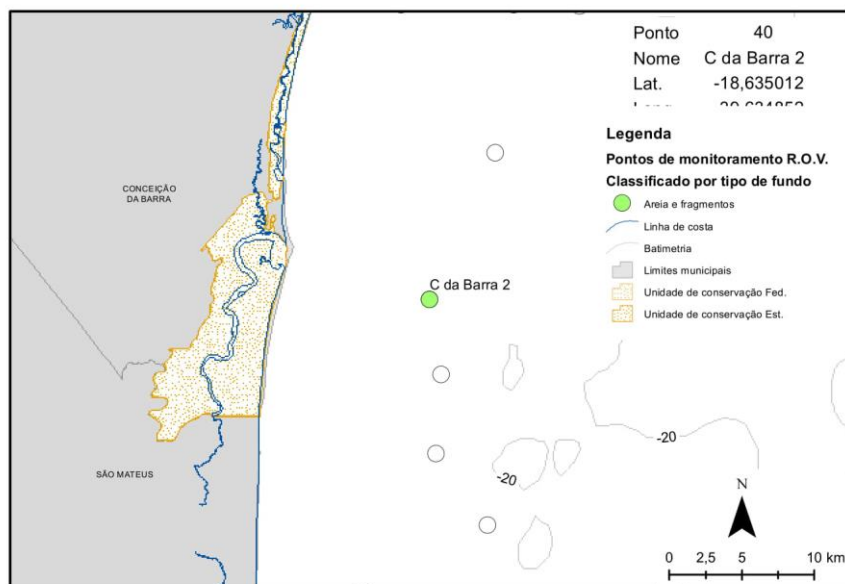 Ponto 40
Nome C da Barra 2
Lat. -18,635012
Legenda
Pontos de monitoramento R.O.V.
Classificado por tipo de fundo
Areia e fragmentos
Linha de costa
Batimetria
Limites municipais
Unidade de conservação Fed.
Unidade de conservação Est.
CONCEIÇÃO
DA BARRA
C da Barra 2
-20
-20
SÃO MATEUS
N
0 2,5 5 10 km